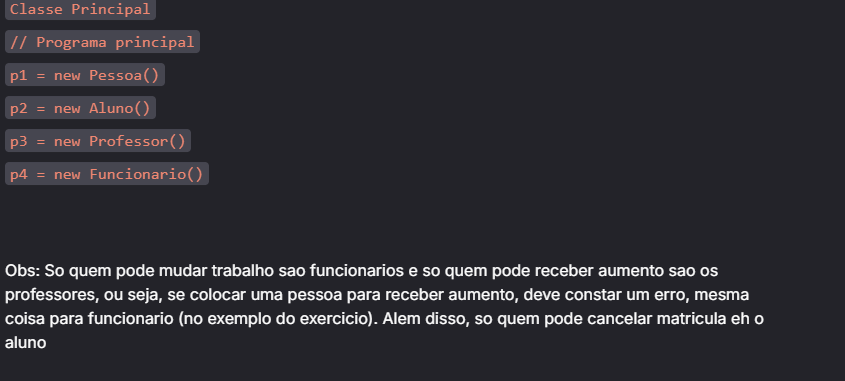 Classe Principal
// Programa principal
p1 = new Pessoa()
p2 = new Aluno()
p3 = new Professor()
p4 = new Funcionario()
Obs: So quem pode mudar trabalho sao funcionarios e so quem pode receber aumento sao os
professores, ou seja, se colocar uma pessoa para receber aumento, deve constar um erro, mesma
coisa para funcionario (no exemplo do exercicio). Alem disso, so quem pode cancelar matricula eh o
aluno